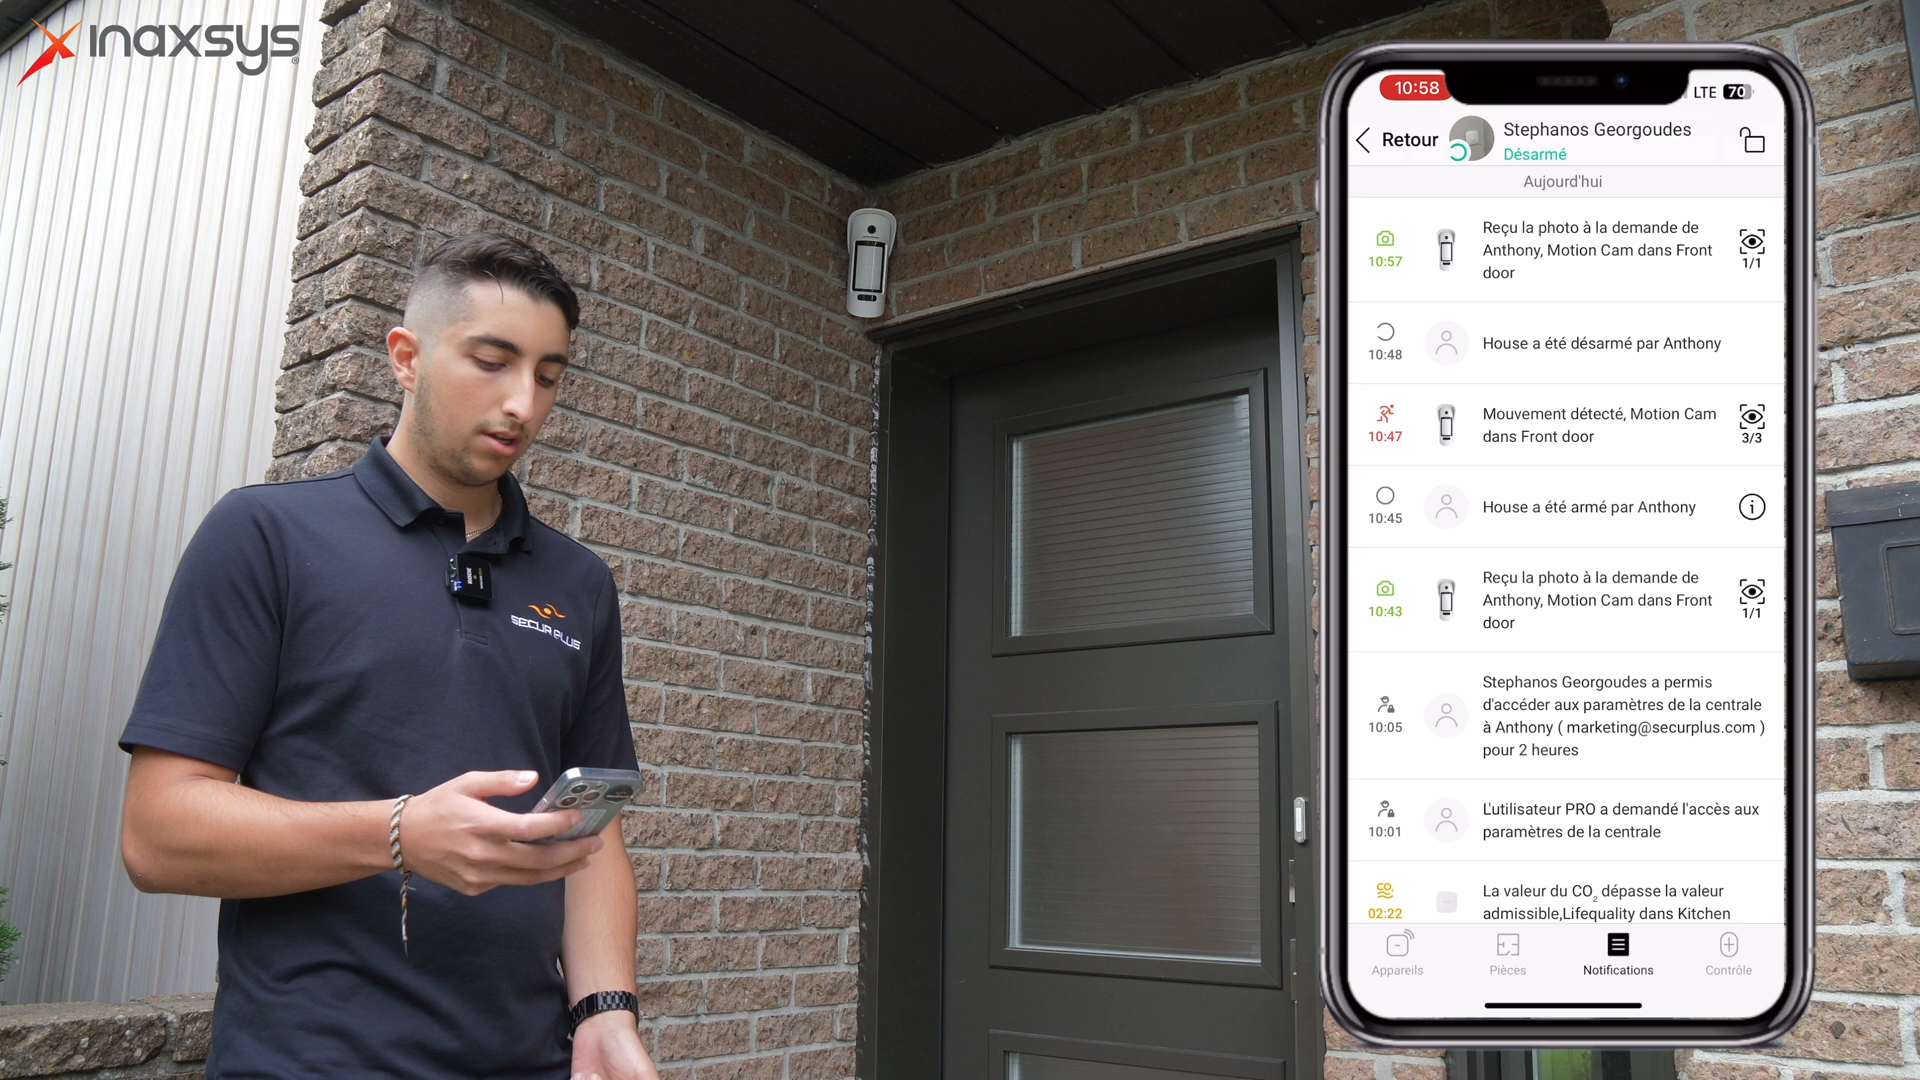 inaxsys
10:58
LTE 70
Retour
Stephanos Georgoudes
Désarmé
Aujourd'hui
10:57
Reçu la photo à la demande de
Anthony, Motion Cam dans Front
door
1/1
10:48
House a été désarmé par Anthony
10:47
Mouvement détecté, Motion Cam
dans Front door
3/3
10:45
House a été armé par Anthony
10:43
Reçu la photo à la demande de
Anthony, Motion Cam dans Front
door
1/1
10:05
Stephanos Georgoudes a permis
d'accéder aux paramètres de la centrale
à Anthony ( marketing@securplus.com )
pour 2 heures
10:01
L'utilisateur PRO a demandé l'accès aux
paramètres de la centrale
02:22
La valeur du CO₂ dépasse la valeur
admissible,Lifequality dans Kitchen
Appareils
Pièces
Notifications
Contrôle
SECUR PLUS
RODE